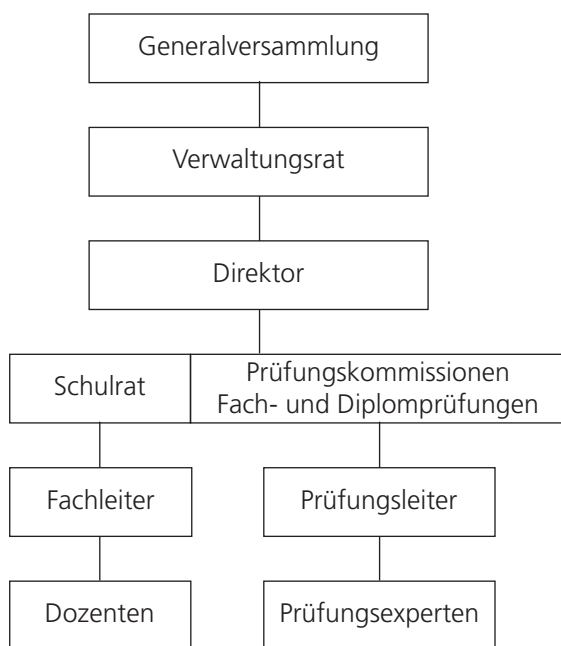 Generalversammlung
Verwaltungsrat
Direktor
Schulrat
Prüfungskommissionen
Fach- und Diplomprüfungen
Fachleiter
Prüfungsleiter
Dozenten
Prüfungsexperten